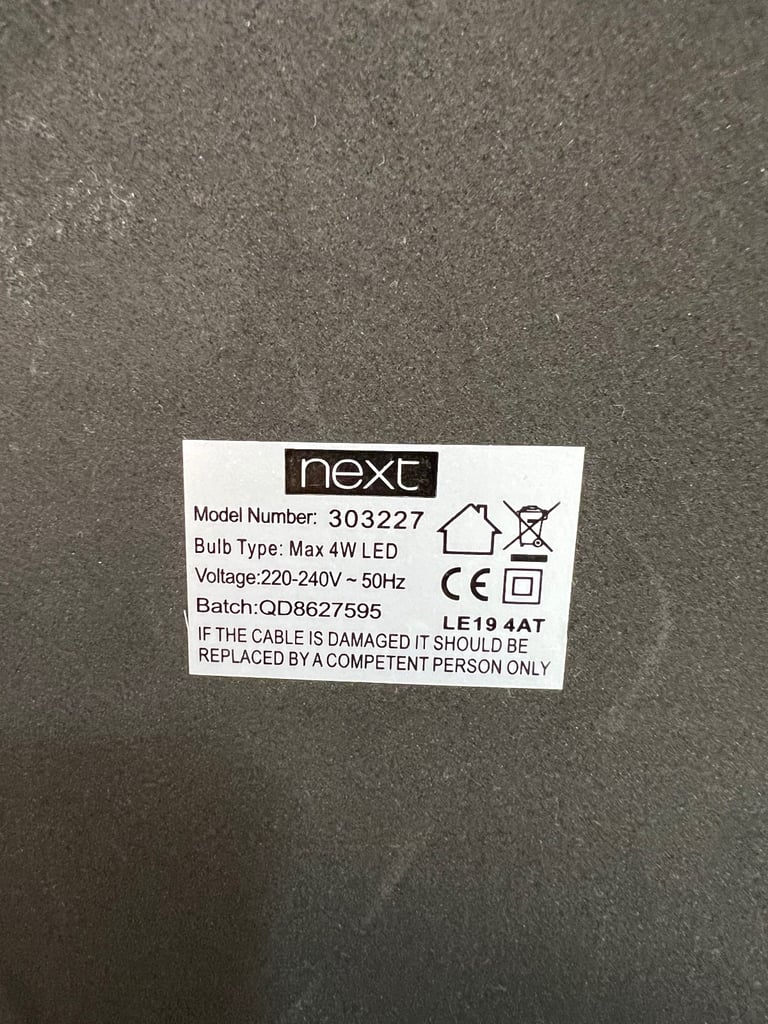 next
Model Number: 303227
Bulb Type: Max 4W LED
Voltage:220-240V ~ 50Hz
CE
Batch:QD8627595
LE19 4AT
IF THE CABLE IS DAMAGED IT SHOULD BE
REPLACED BY A COMPETENT PERSON ONLY